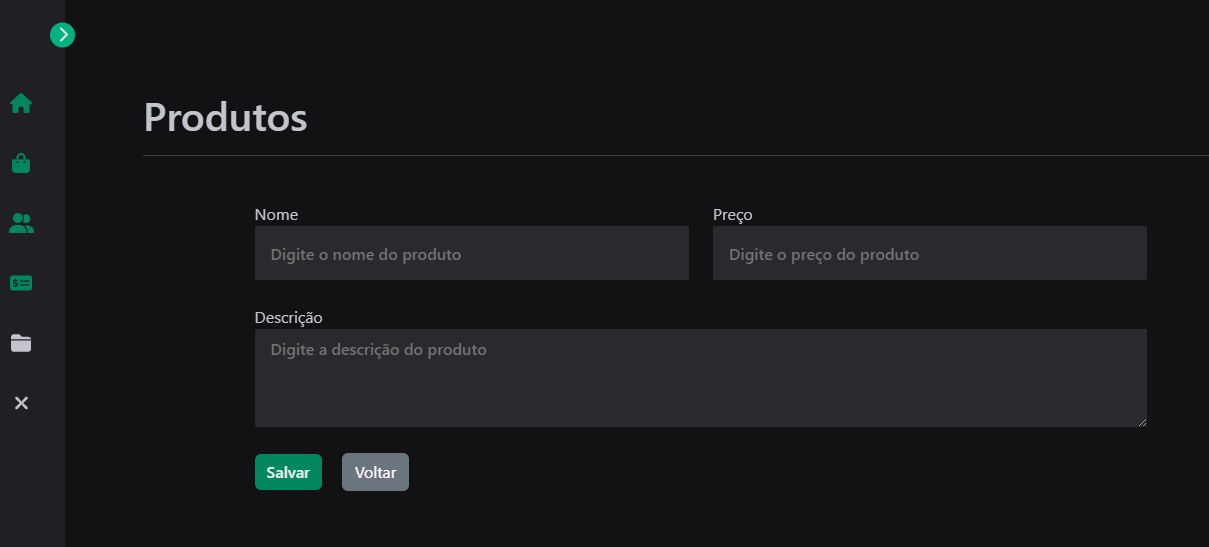 Produtos
Nome
Preço
Digite o nome do produto
Digite o preço do produto
Descrição
Digite a descrição do produto
Salvar
Voltar